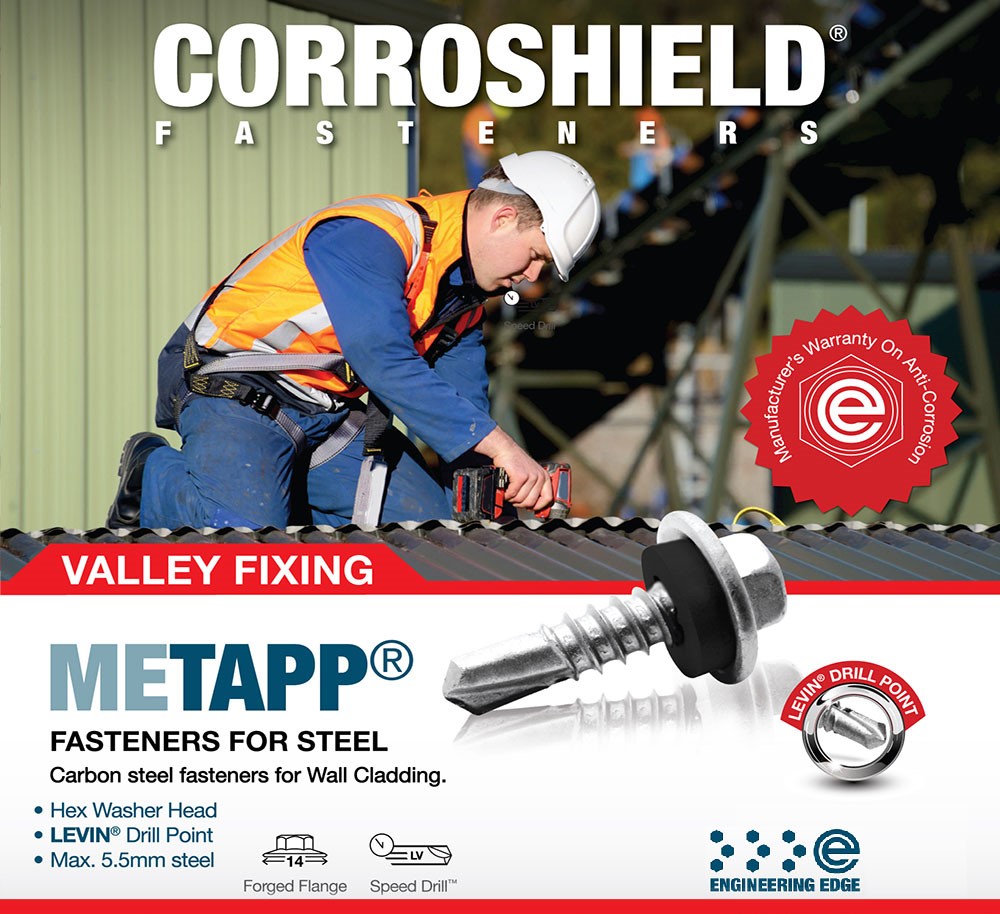 CORROSHIELD®
FASTENERS
Speed Drill
Manufacturer's Warranty On Anti-Corrosion
e
VALLEY FIXING
METAPP®
LEVIN® DRILL POINT
FASTENERS FOR STEEL
Carbon steel fasteners for Wall Cladding.
• Hex Washer Head
• LEVIN® Drill Point
• Max. 5.5mm steel
14
Forged Flange
LV
Speed Drill™
e
ENGINEERING EDGE